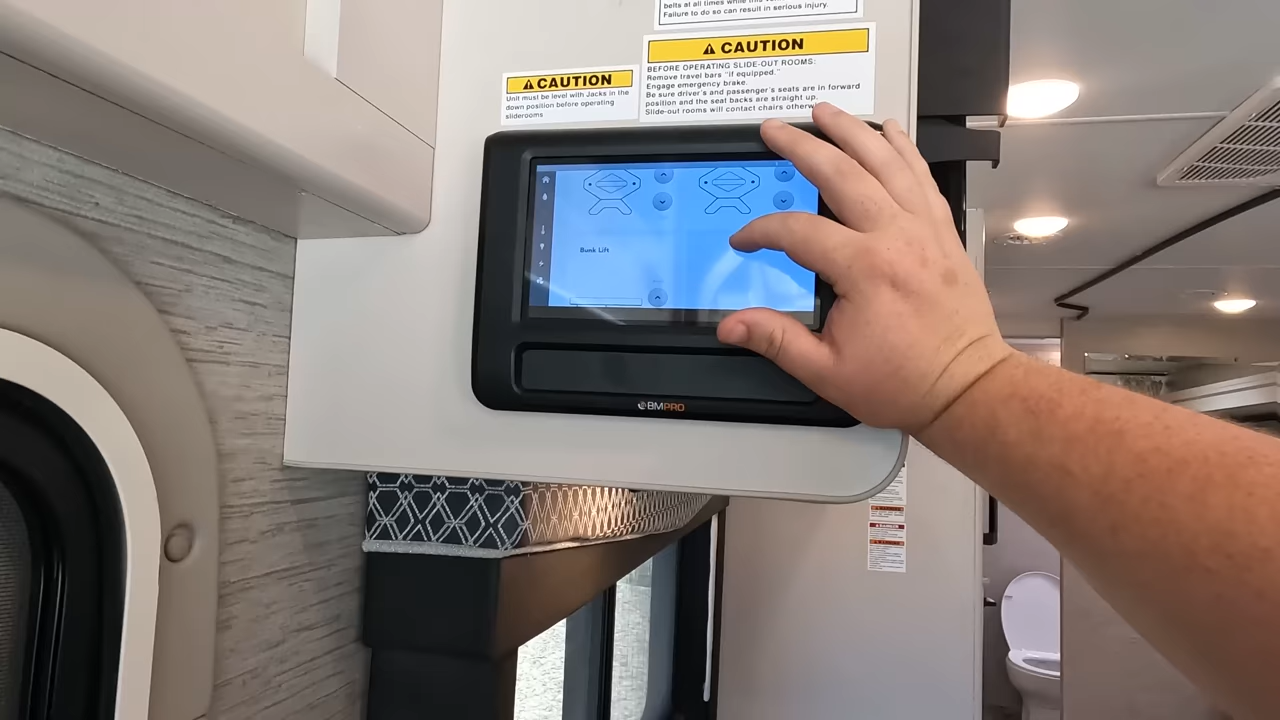 belts at all times while this
Failure to do so can result in serious injury.
CAUTION
BEFORE OPERATING SLIDE-OUT ROOMS:
Remove travel bars "if equipped."
Engage emergency brake.
Be sure driver's and passenger's seats are in forward
position and the seat backs are straight up.
Slide-out rooms will contact chairs
CAUTION
Unit must be level with Jacks in the
down position before operating
sliderooms
Bunk Lift
BMPRO